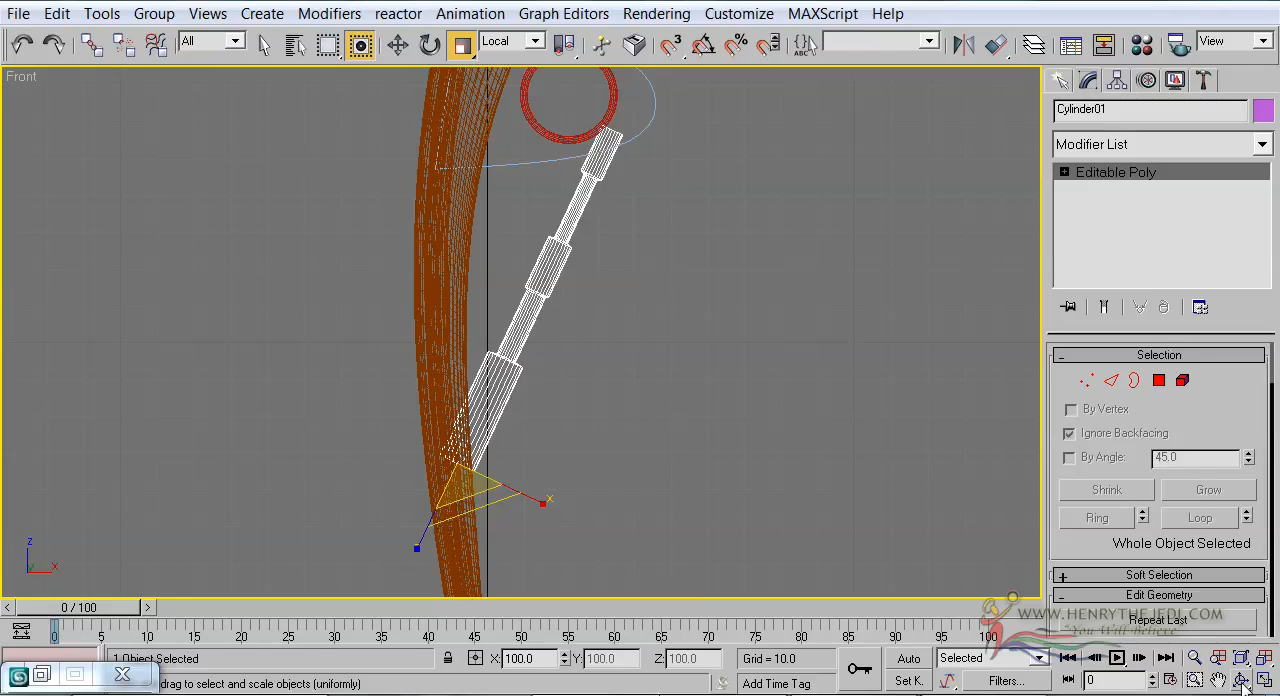 File Edit Tools Group Views Create Modifiers reactor Animation Graph Editors Rendering Customize MAXScript Help
All Local 3 ABC View
Front
Cylinder01
Modifier List
Editable Poly
Selection
By Vertex
Ignore Backfacing
By Angle: 45.0
Shrink Grow
Ring Loop
Whole Object Selected
Soft Selection
Edit Geometry
Repeat Last
WWW.HENRYTHEJEDI.COM
"You Will Believe"
x
z
x
0 / 100
0 5 10 15 20 25 30 35 40 45 50 55 60 65 70 75 80 85 90 95 100
1 Object Selected X: 100.0 Y: 100.0 Z: 100.0 Grid = 10.0 Auto Selected
drag to select and scale objects (uniformly) Add Time Tag Set K. Filters... 0